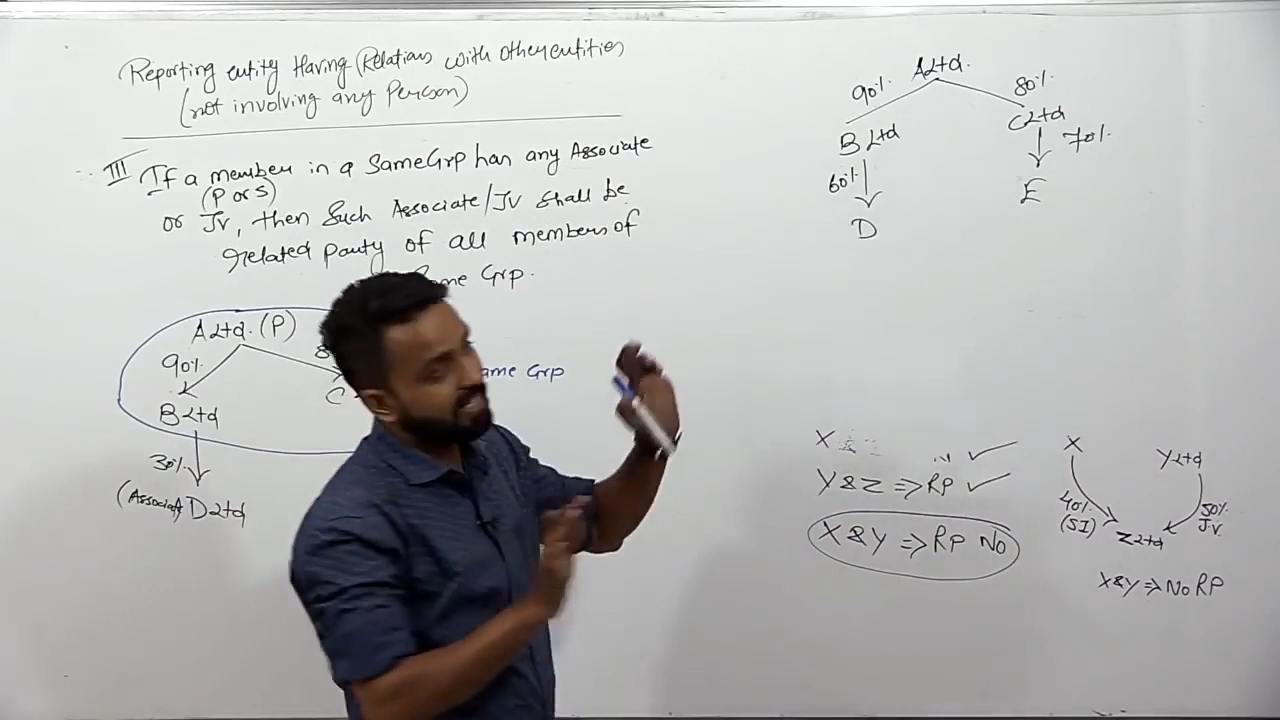 Reporting entity Having Relations with other entities
(not involving any Person)
III If a member in a Same Grp has any Associate
(P or S)
or JV, then Such Associate/JV Shall be
related party of all members of
Same Grp.
A Ltd. (P)
90%
B Ltd
C
Same Grp
30%
(Associate) D Ltd
A Ltd.
90%
80%
B Ltd
C Ltd
60%
70%
D
E
X
Y & Z ⇒ RP ✓
X & Y ⇒ RP No
X
Y Ltd
40%
(SI)
50%
J.V.
Z Ltd
X & Y ⇒ No RP